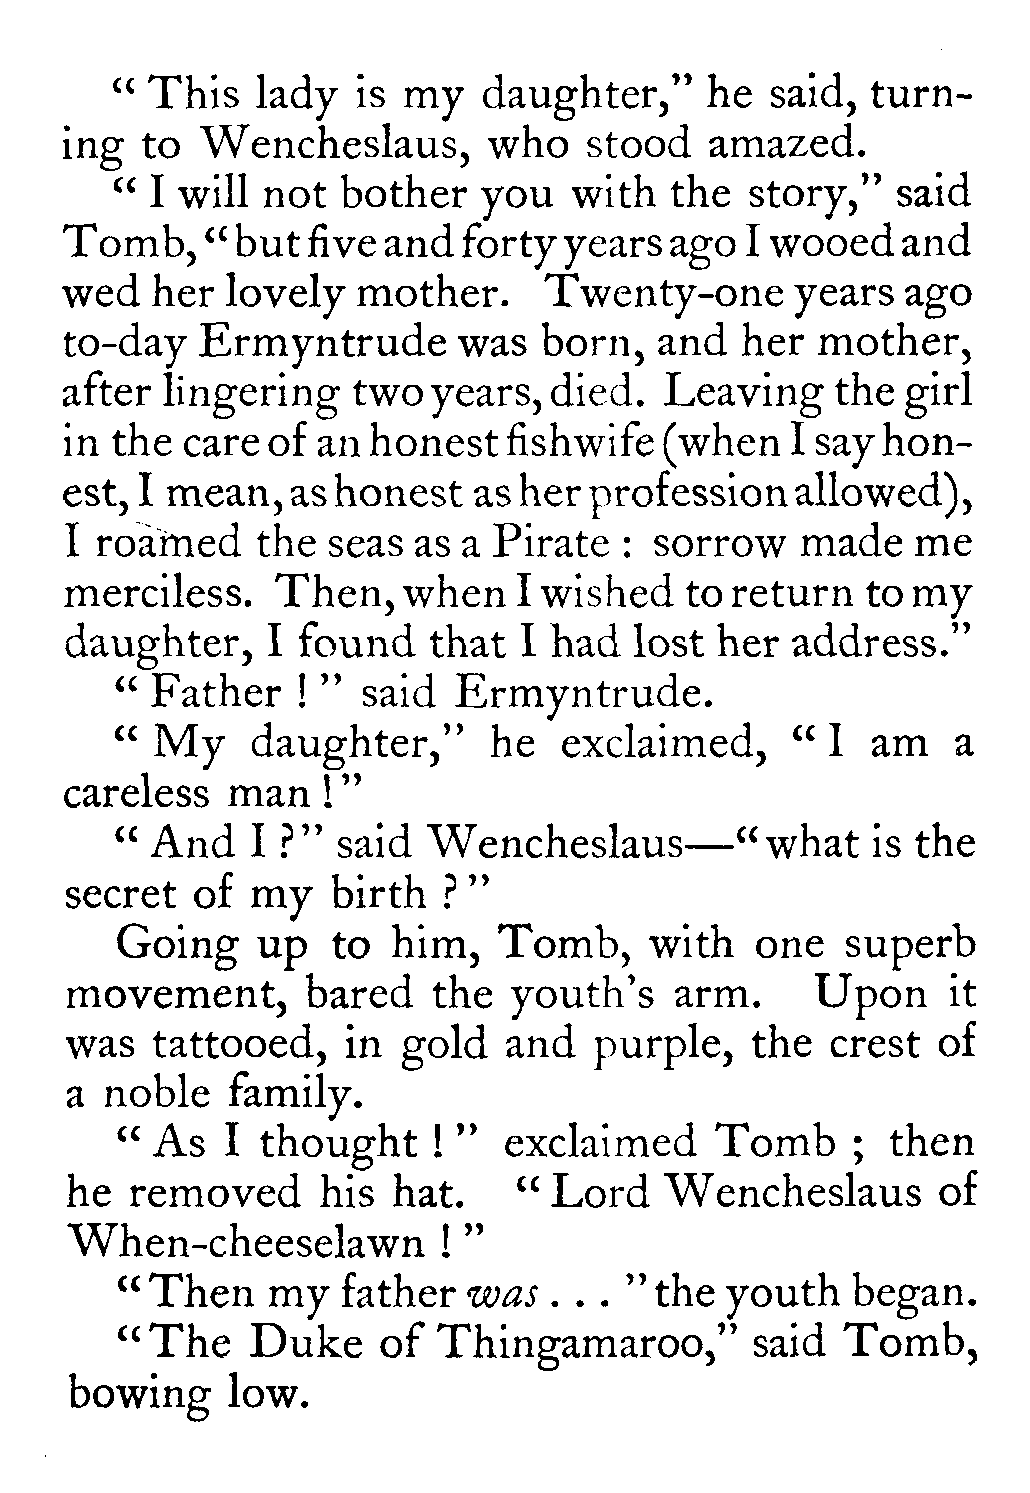 “ This lady is my daughter,” he said, turn-
ing to Wencheslaus, who stood amazed.
“ I will not bother you with the story,” said
Tomb, “ but five and forty years ago I wooed and
wed her lovely mother. Twenty-one years ago
to-day Ermyntrude was born, and her mother,
after lingering two years, died. Leaving the girl
in the care of an honest fishwife (when I say hon-
est, I mean, as honest as her profession allowed),
I roamed the seas as a Pirate : sorrow made me
merciless. Then, when I wished to return to my
daughter, I found that I had lost her address.”
“ Father ! ” said Ermyntrude.
“ My daughter,” he exclaimed, “ I am a
careless man !”
“ And I ?” said Wencheslaus—“ what is the
secret of my birth ? ”
Going up to him, Tomb, with one superb
movement, bared the youth’s arm. Upon it
was tattooed, in gold and purple, the crest of
a noble family.
“ As I thought ! ” exclaimed Tomb ; then
he removed his hat. “ Lord Wencheslaus of
When-cheeselawn ! ”
“ Then my father was . . . ” the youth began.
“ The Duke of Thingamaroo,” said Tomb,
bowing low.